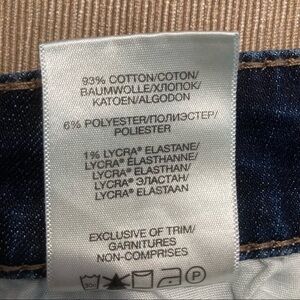 93% COTTON/COTON/
BAUMWOLLE/ХЛОПОК/
KATOEN/ALGODON
6% POLYESTER/ПОЛИЭСТЕР/
POLIESTER
1% LYCRA® ELASTANE/
LYCRA® ÉLASTHANNE/
LYCRA® ELASTHAN/
LYCRA® ЭЛАСТАН/
LYCRA® ELASTAAN
EXCLUSIVE OF TRIM/
GARNITURES
NON-COMPRISES
30
P